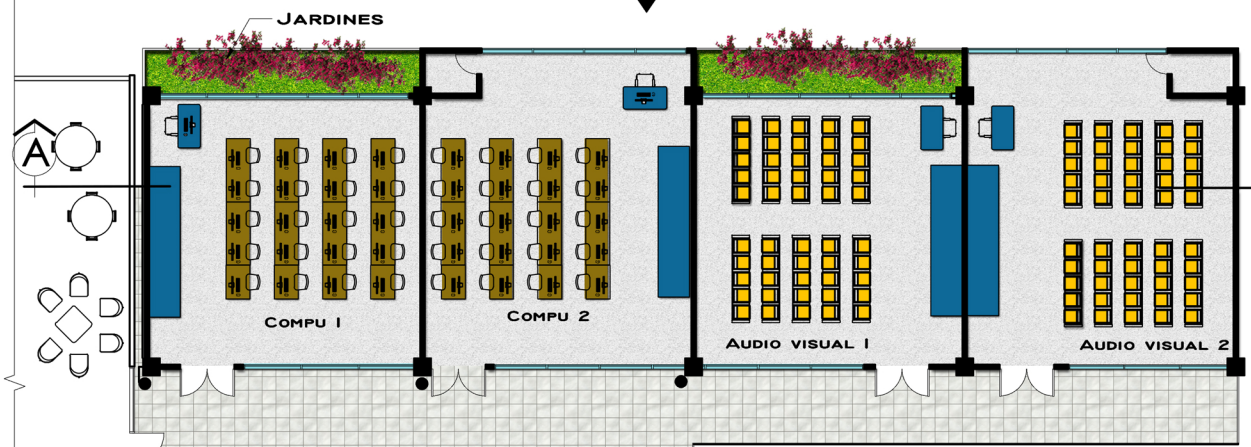 JARDINES
A
COMPU 1
COMPU 2
AUDIO VISUAL 1
AUDIO VISUAL 2